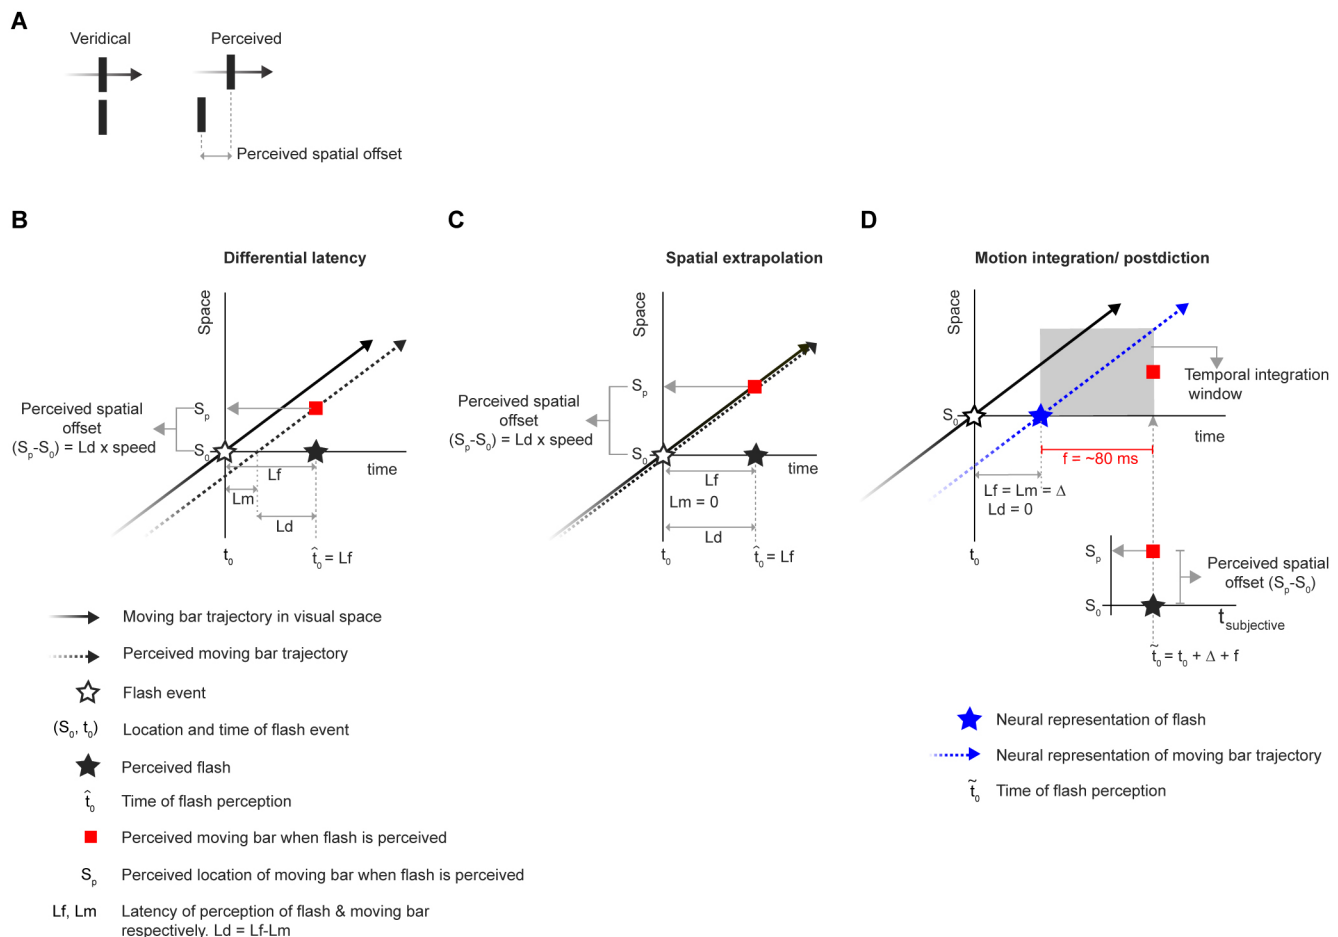 A
Veridical
Perceived
Perceived spatial offset
B
Differential latency
Space
Perceived spatial
offset
(Sp-S0) = Ld x speed
Sp
S0
time
Lf
Lm
Ld
t0
t̂0 = Lf
C
Spatial extrapolation
Space
Perceived spatial
offset
(Sp-S0) = Ld x speed
Sp
S0
time
Lf
Lm = 0
Ld
t0
t̂0 = Lf
D
Motion integration/ postdiction
Space
Temporal integration
window
S0
time
f = ~80 ms
Lf = Lm = Δ
Ld = 0
t0
Sp
Perceived spatial
offset (Sp-S0)
S0
tsubjective
t̃0 = t0 + Δ + f
Moving bar trajectory in visual space
Perceived moving bar trajectory
Flash event
(S0, t0) Location and time of flash event
Perceived flash
t̂0 Time of flash perception
Perceived moving bar when flash is perceived
Sp Perceived location of moving bar when flash is perceived
Lf, Lm Latency of perception of flash & moving bar
respectively. Ld = Lf-Lm
Neural representation of flash
Neural representation of moving bar trajectory
t̃0 Time of flash perception